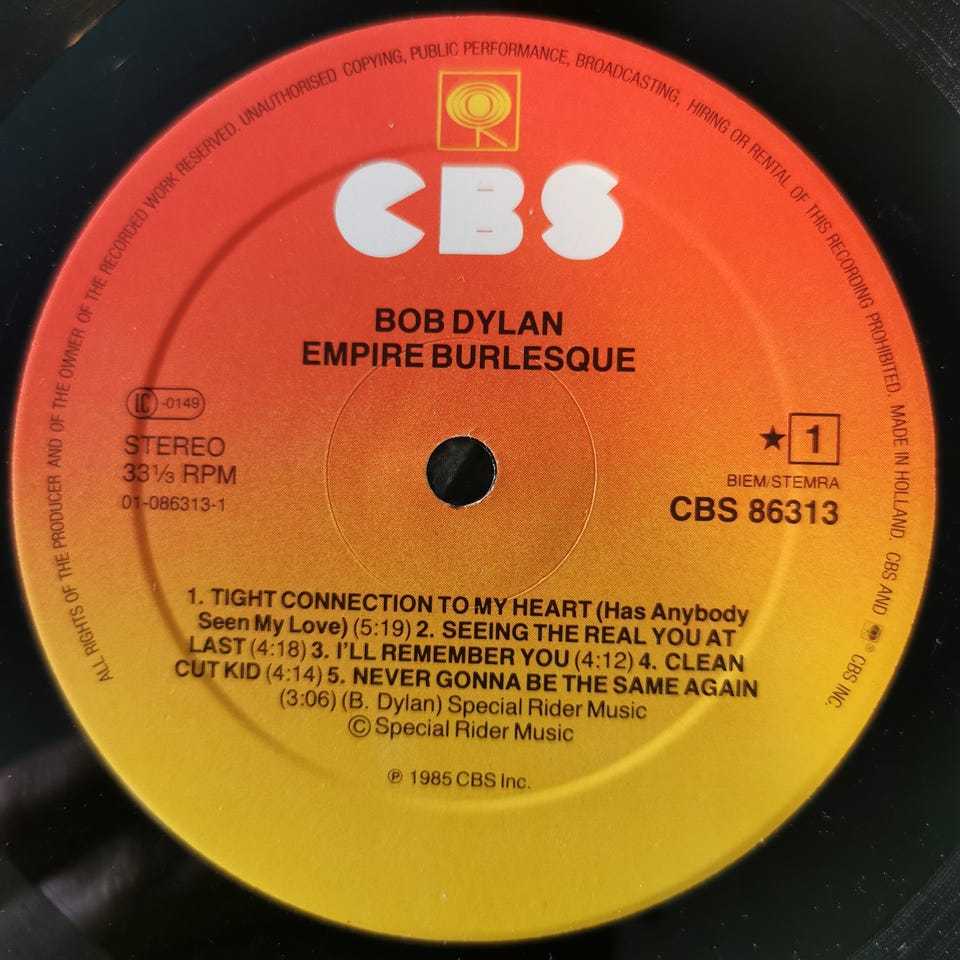 ALL RIGHTS OF THE PRODUCER AND OF THE OWNER OF THE RECORDED WORK RESERVED. UNAUTHORISED COPYING, PUBLIC PERFORMANCE, BROADCASTING, HIRING OR RENTAL OF THIS RECORDING PROHIBITED. MADE IN HOLLAND. CBS AND ® CBS INC.
CBS
BOB DYLAN
EMPIRE BURLESQUE
LC -0149
STEREO
33⅓ RPM
01-086313-1
★ 1
BIEM/STEMRA
CBS 86313
1. TIGHT CONNECTION TO MY HEART (Has Anybody
Seen My Love) (5:19) 2. SEEING THE REAL YOU AT
LAST (4:18) 3. I'LL REMEMBER YOU (4:12) 4. CLEAN
CUT KID (4:14) 5. NEVER GONNA BE THE SAME AGAIN
(3:06) (B. Dylan) Special Rider Music
© Special Rider Music
℗ 1985 CBS Inc.